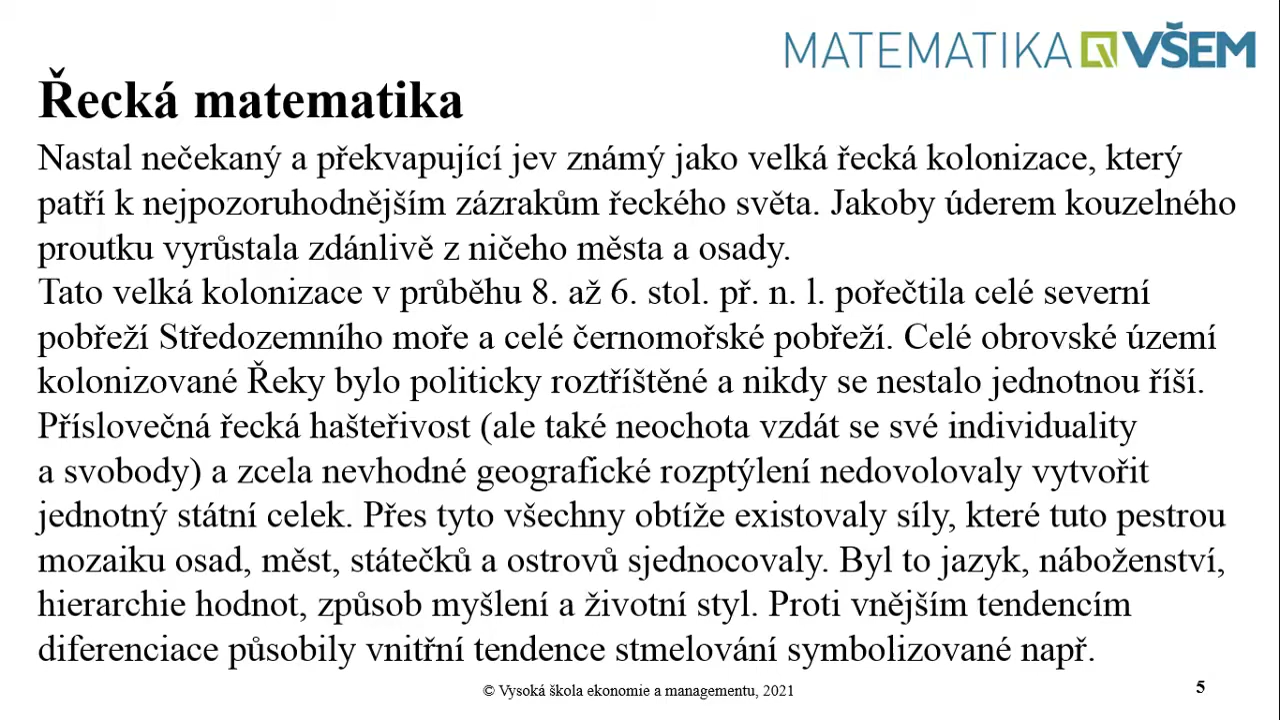 MATEMATIKA VŠEM
Řecká matematika
Nastal nečekaný a překvapující jev známý jako velká řecká kolonizace, který
patří k nejpozoruhodnějším zázrakům řeckého světa. Jakoby úderem kouzelného
proutku vyrůstala zdánlivě z ničeho města a osady.
Tato velká kolonizace v průběhu 8. až 6. stol. př. n. l. pořečtila celé severní
pobřeží Středozemního moře a celé černomořské pobřeží. Celé obrovské území
kolonizované Řeky bylo politicky roztříštěné a nikdy se nestalo jednotnou říší.
Příslovečná řecká hašteřivost (ale také neochota vzdát se své individuality
a svobody) a zcela nevhodné geografické rozptýlení nedovolovaly vytvořit
jednotný státní celek. Přes tyto všechny obtíže existovaly síly, které tuto pestrou
mozaiku osad, měst, státečků a ostrovů sjednocovaly. Byl to jazyk, náboženství,
hierarchie hodnot, způsob myšlení a životní styl. Proti vnějším tendencím
diferenciace působily vnitřní tendence stmelování symbolizované např.
© Vysoká škola ekonomie a managementu, 2021
5